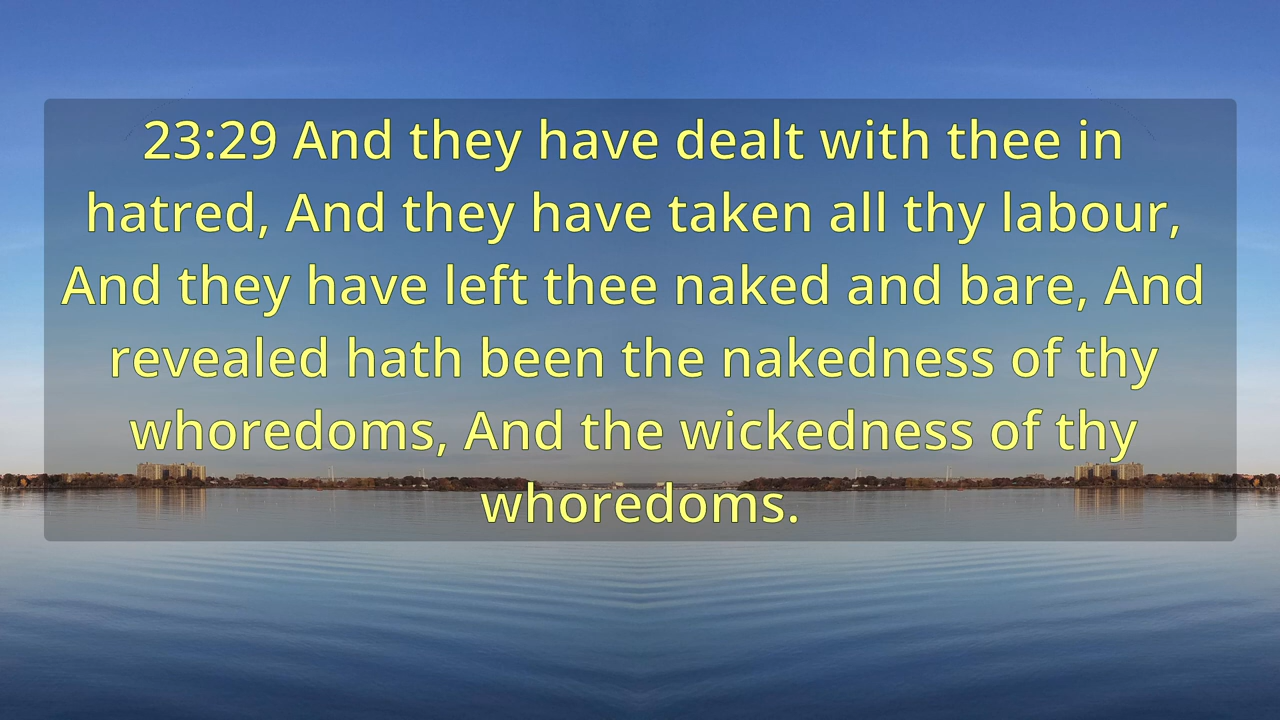 23:29 And they have dealt with thee in
hatred, And they have taken all thy labour,
And they have left thee naked and bare, And
revealed hath been the nakedness of thy
whoredoms, And the wickedness of thy
whoredoms.